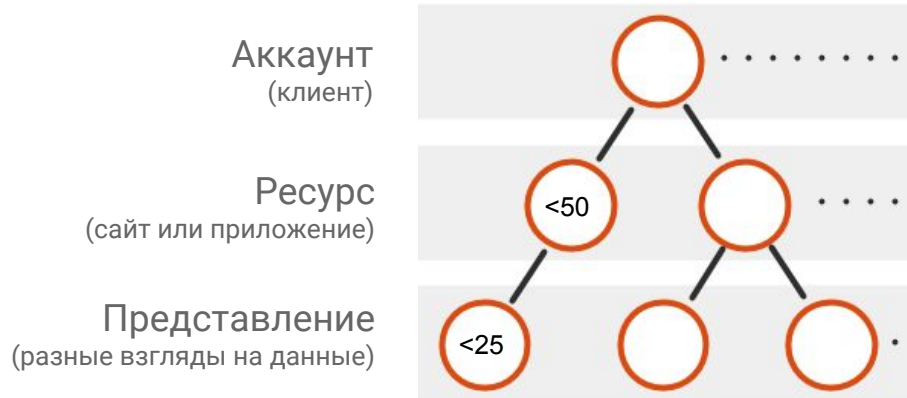 Аккаунт
(клиент)
Ресурс
(сайт или приложение)
<50
Представление
(разные взгляды на данные)
<25